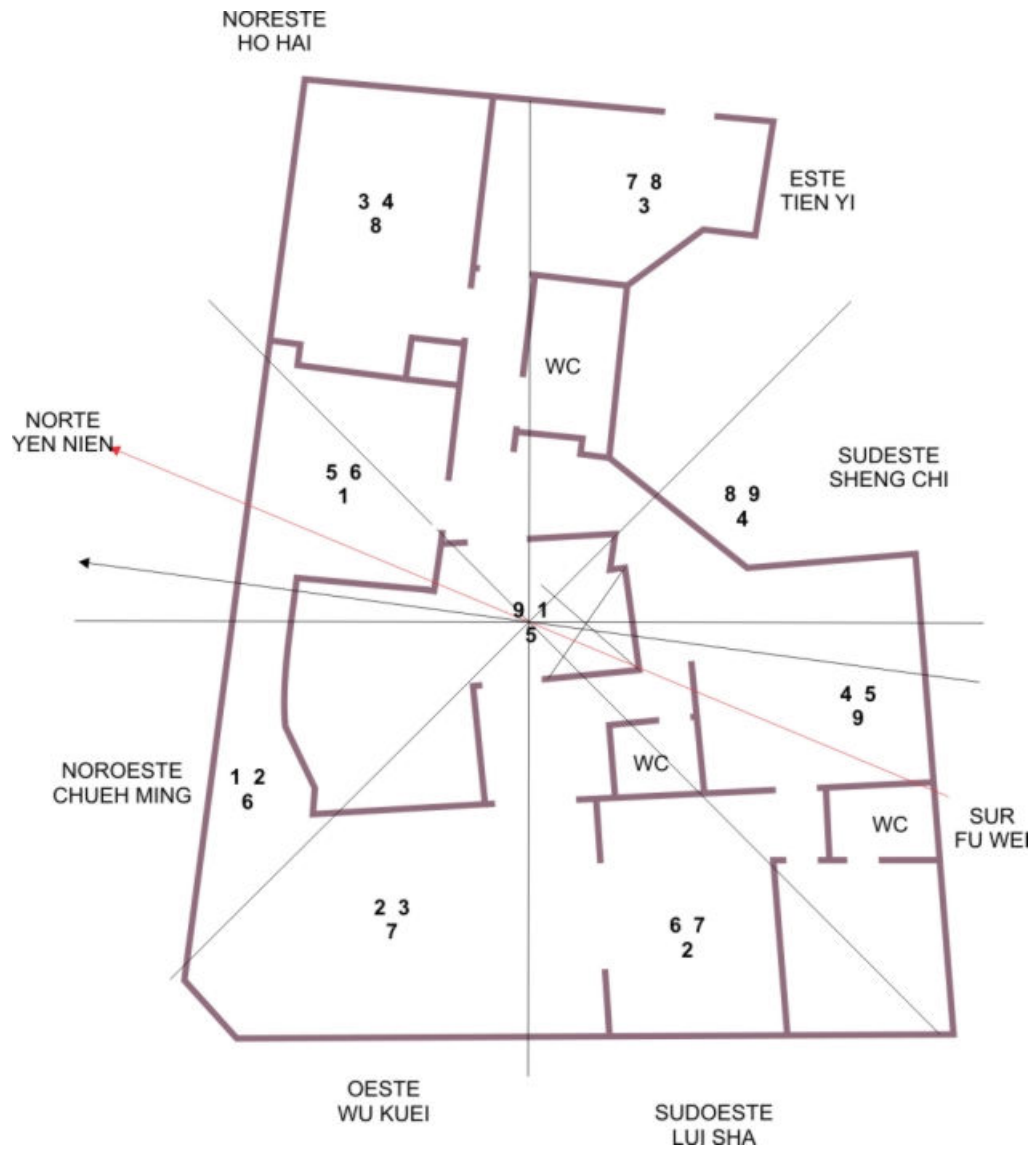 NORESTE
HO HAI
7 8
3
ESTE
TIEN YI
3 4
8
WC
NORTE
YEN NIEN
5 6
1
SUDESTE
SHENG CHI
8 9
4
9 1
5
4 5
9
NOROESTE
CHUEH MING
1 2
6
WC
SUR
FU WEI
WC
2 3
7
6 7
2
OESTE
WU KUEI
SUDOESTE
LUI SHA